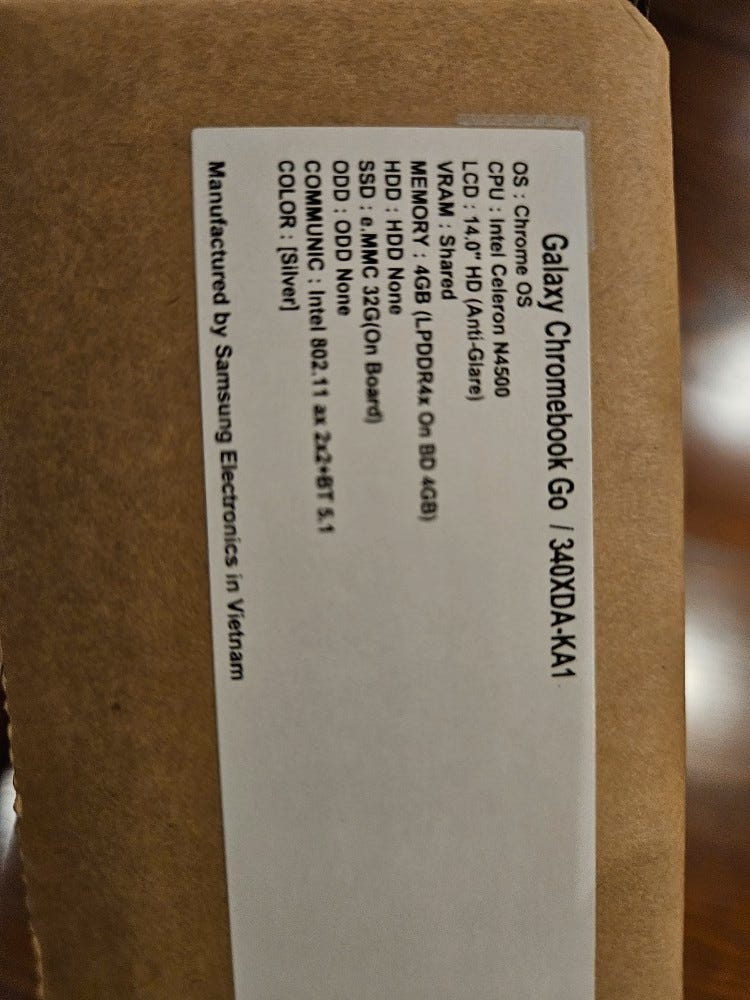 Galaxy Chromebook Go / 340XDA-KA1
OS : Chrome OS
CPU : Intel Celeron N4500
LCD : 14.0" HD (Anti-Glare)
VRAM : Shared
MEMORY : 4GB (LPDDR4x On BD 4GB)
HDD : HDD None
SSD : e.MMC 32G(On Board)
ODD : ODD None
COMMUNIC : Intel 802.11 ax 2x2+BT 5.1
COLOR : [Silver]
Manufactured by Samsung Electronics in Vietnam